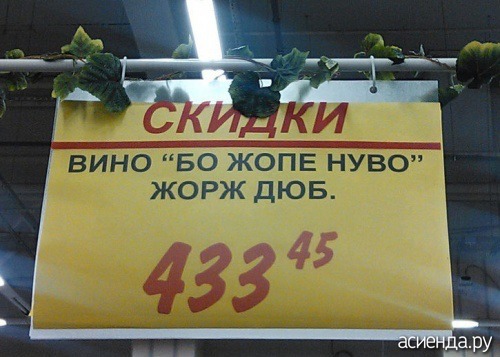 СКИДКИ
ВИНО “БО ЖОПЕ НУВО”
ЖОРЖ ДЮБ.
433 45
асиенда.ру